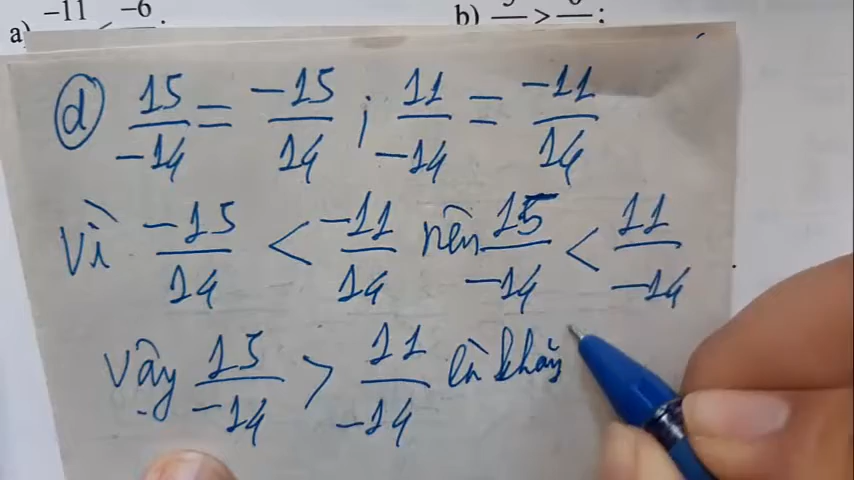 a) -11/ < -6/ .
b) / > / :
d) 15/-14 = -15/14 ; 11/-14 = -11/14
Vì -15/14 < -11/14 nên 15/-14 < 11/-14
Vậy 15/-14 > 11/-14 là khẳng